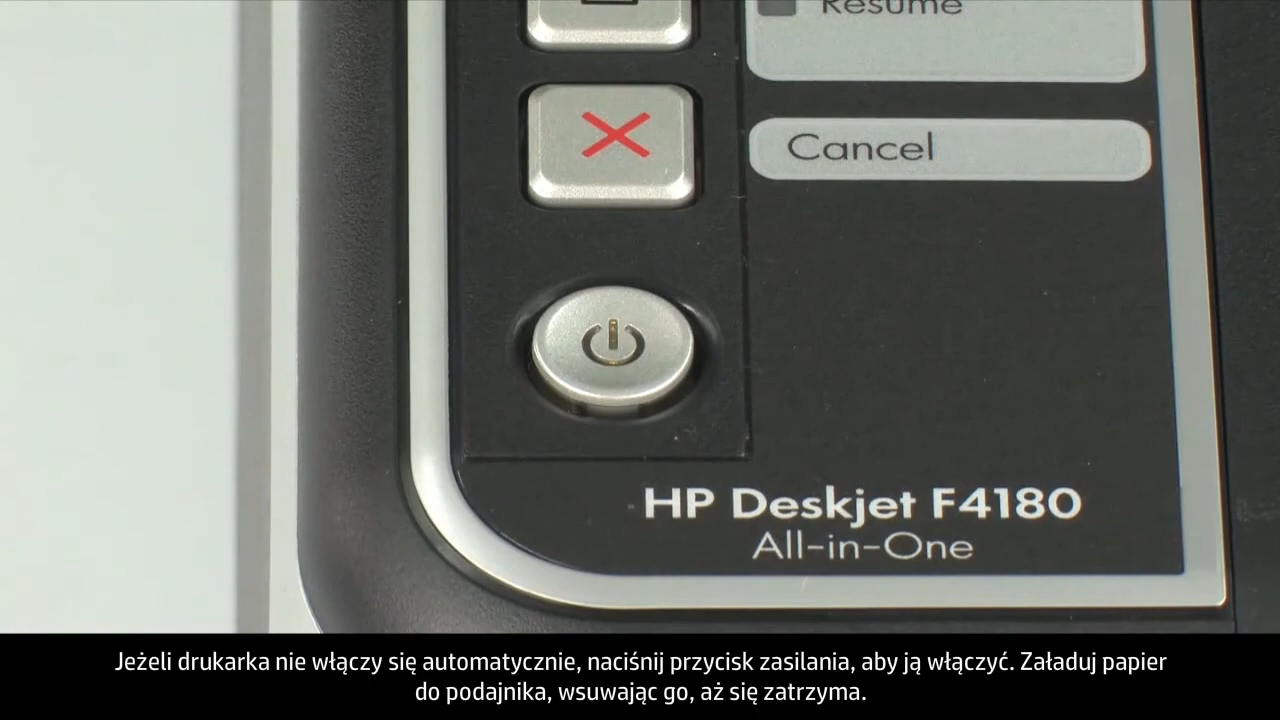 Resume
Cancel
HP Deskjet F4180
All-in-One
Jeżeli drukarka nie włączy się automatycznie, naciśnij przycisk zasilania, aby ją włączyć. Załaduj papier
do podajnika, wsuwając go, aż się zatrzyma.